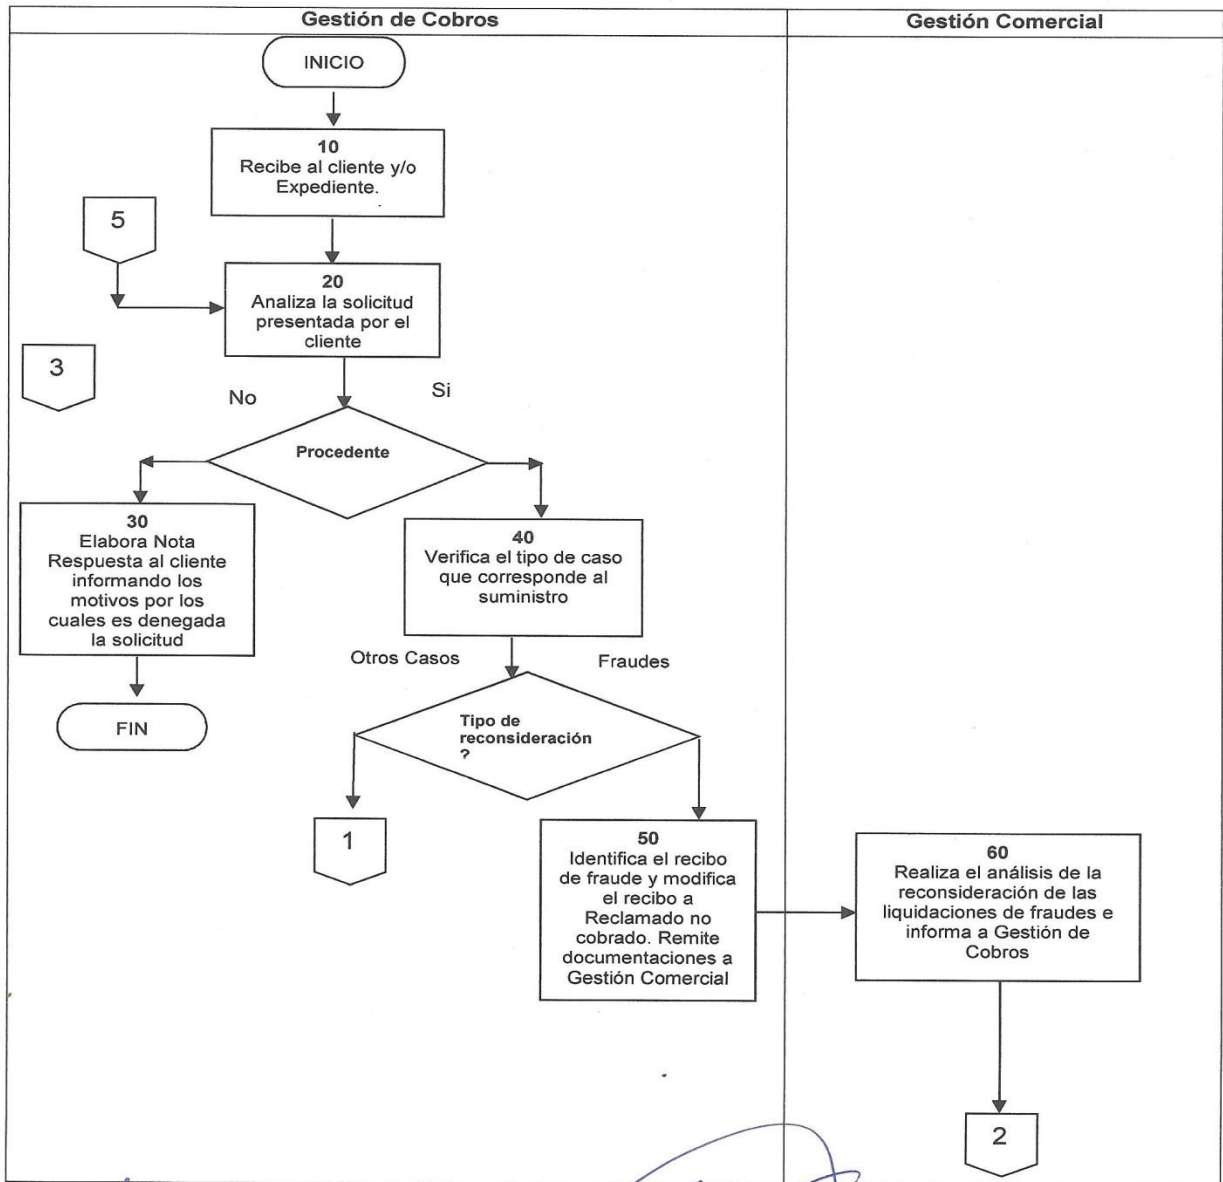 Gestión de Cobros
Gestión Comercial
INICIO
10
Recibe al cliente y/o
Expediente.
5
20
Analiza la solicitud
presentada por el
cliente
3
No
Si
Procedente
30
Elabora Nota
Respuesta al cliente
informando los
motivos por los
cuales es denegada
la solicitud
40
Verifica el tipo de caso
que corresponde al
suministro
Otros Casos
Fraudes
FIN
Tipo de
reconsideración
?
1
50
Identifica el recibo
de fraude y modifica
el recibo a
Reclamado no
cobrado. Remite
documentaciones a
Gestión Comercial
60
Realiza el análisis de la
reconsideración de las
liquidaciones de fraudes e
informa a Gestión de
Cobros
2